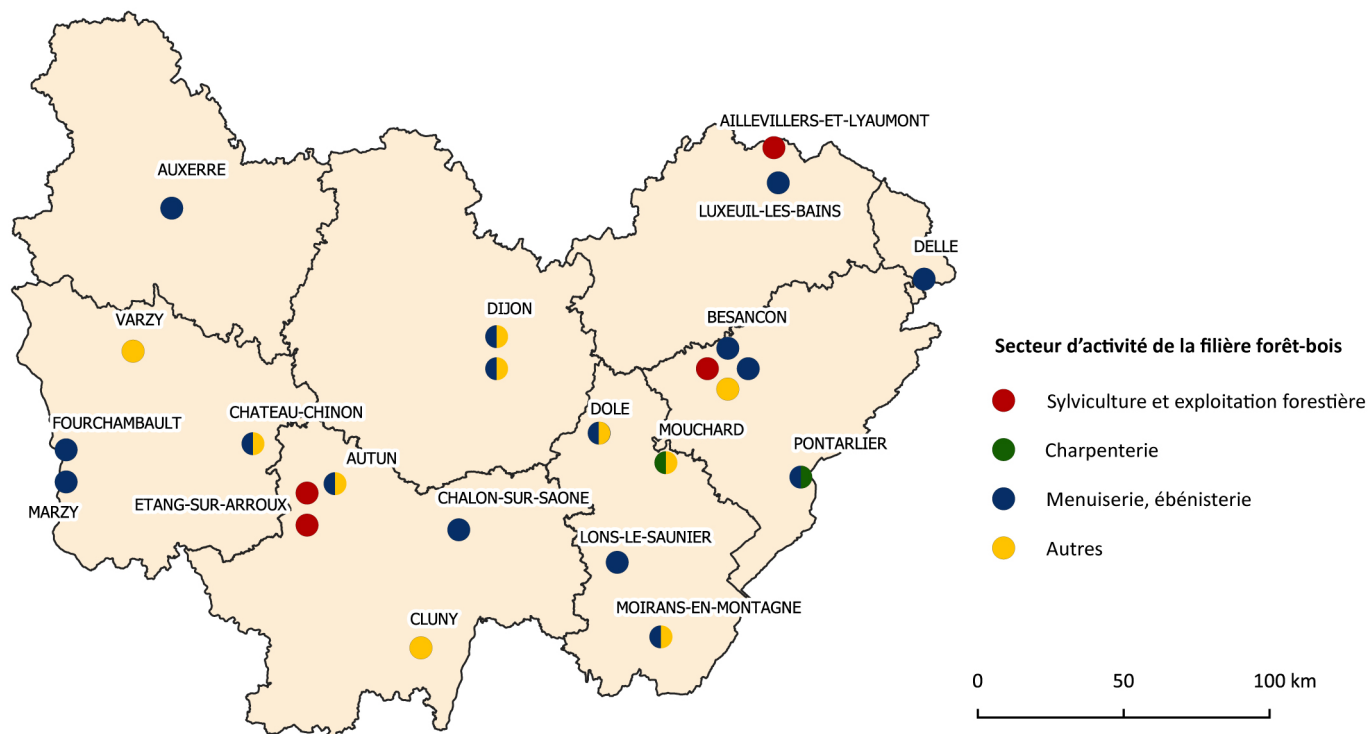 AILLEVILLERS-ET-LYAUMONT
AUXERRE
LUXEUIL-LES-BAINS
DELLE
DIJON
BESANCON
VARZY
Secteur d'activité de la filière forêt-bois
Sylviculture et exploitation forestière
FOURCHAMBAULT
CHATEAU-CHINON
DOLE
MOUCHARD
PONTARLIER
Charpenterie
AUTUN
MARZY
ETANG-SUR-ARROUX
CHALON-SUR-SAONE
Menuiserie, ébénisterie
LONS-LE-SAUNIER
Autres
MOIRANS-EN-MONTAGNE
CLUNY
0 50 100 km